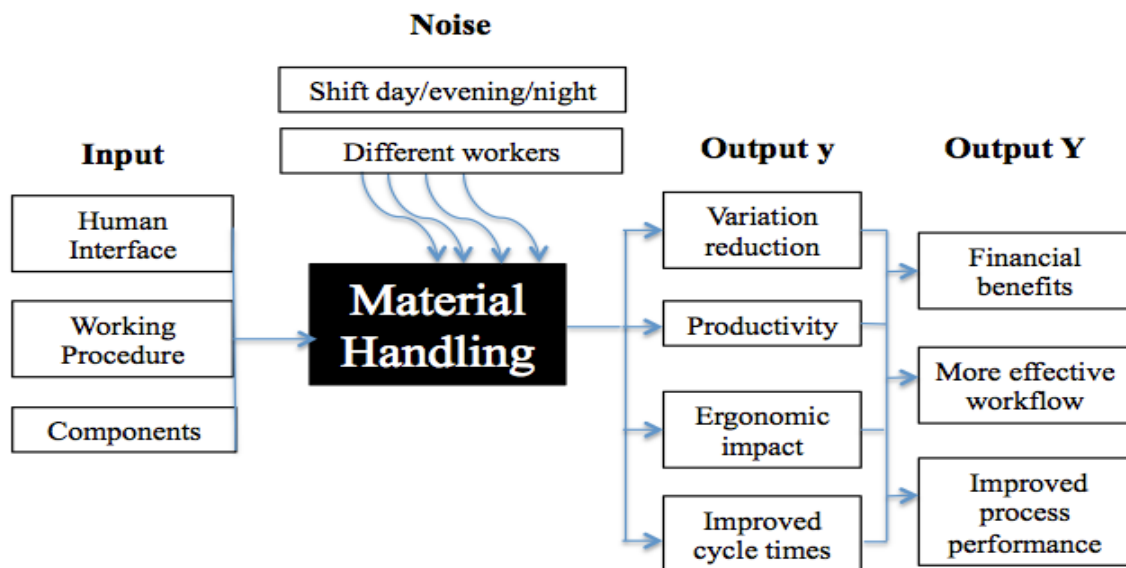 Noise
Shift day/evening/night
Different workers
Input
Human
Interface
Working
Procedure
Components
Material
Handling
Output y
Variation
reduction
Productivity
Ergonomic
impact
Improved
cycle times
Output Y
Financial
benefits
More effective
workflow
Improved
process
performance